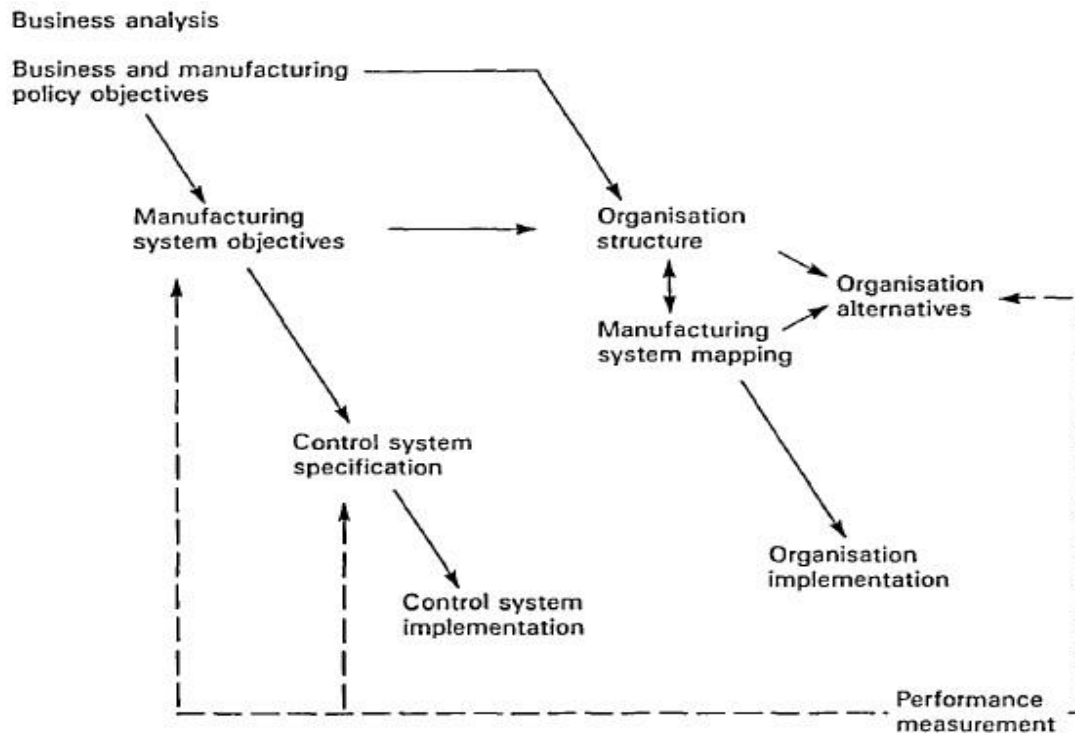 Business analysis
Business and manufacturing
policy objectives
Manufacturing
system objectives
Organisation
structure
Organisation
alternatives
Manufacturing
system mapping
Control system
specification
Organisation
implementation
Control system
implementation
Performance
measurement